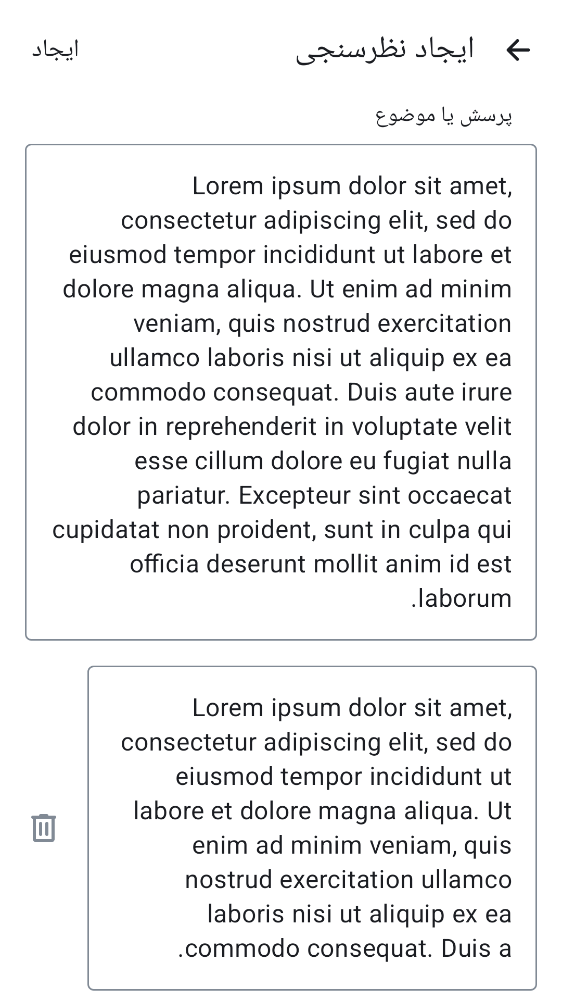 ایجاد نظرسنجی
ایجاد
پرسش یا موضوع
Lorem ipsum dolor sit amet,
consectetur adipiscing elit, sed do
eiusmod tempor incididunt ut labore et
dolore magna aliqua. Ut enim ad minim
veniam, quis nostrud exercitation
ullamco laboris nisi ut aliquip ex ea
commodo consequat. Duis aute irure
dolor in reprehenderit in voluptate velit
esse cillum dolore eu fugiat nulla
pariatur. Excepteur sint occaecat
cupidatat non proident, sunt in culpa qui
officia deserunt mollit anim id est
laborum.
Lorem ipsum dolor sit amet,
consectetur adipiscing elit, sed do
eiusmod tempor incididunt ut
labore et dolore magna aliqua. Ut
enim ad minim veniam, quis
nostrud exercitation ullamco
laboris nisi ut aliquip ex ea
commodo consequat. Duis a.